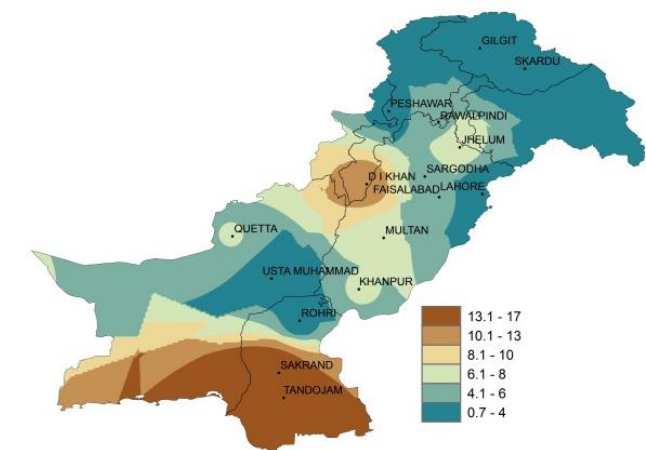 GILGIT
SKARDU
PESHAWAR
RAWALPINDI
JHELUM
D I KHAN
SARGODHA
FAISALABAD
LAHORE
QUETTA
MULTAN
USTA MUHAMMAD
KHANPUR
ROHRI
SAKRAND
TANDOJAM
13.1 - 17
10.1 - 13
8.1 - 10
6.1 - 8
4.1 - 6
0.7 - 4